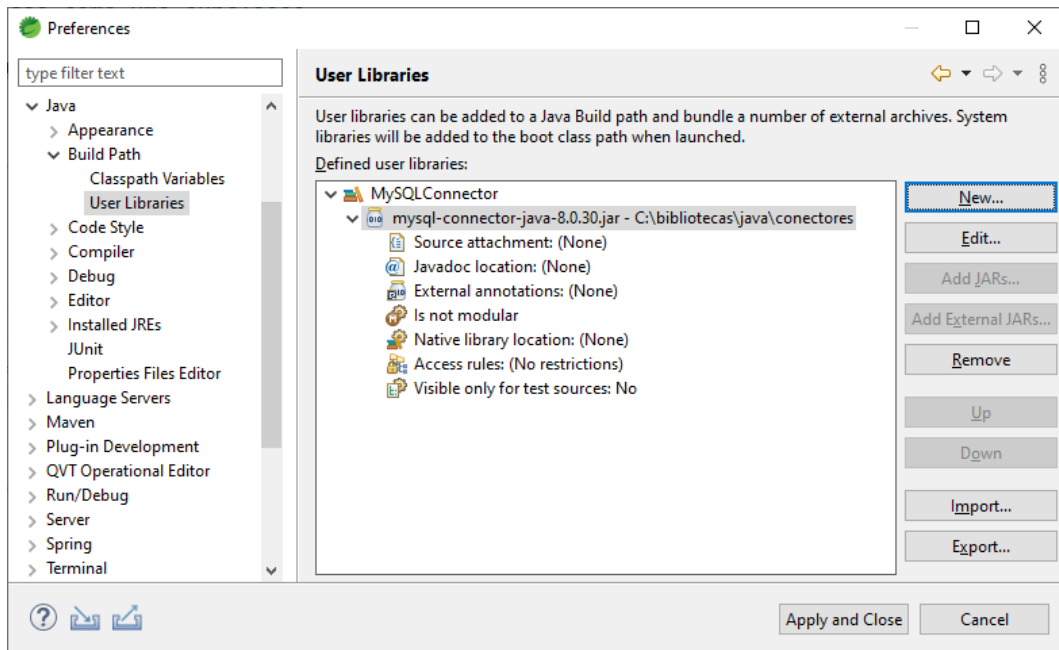 Preferences
type filter text
Java
Appearance
Build Path
Classpath Variables
User Libraries
Code Style
Compiler
Debug
Editor
Installed JREs
JUnit
Properties Files Editor
Language Servers
Maven
Plug-in Development
QVT Operational Editor
Run/Debug
Server
Spring
Terminal
User Libraries
User libraries can be added to a Java Build path and bundle a number of external archives. System
libraries will be added to the boot class path when launched.
Defined user libraries:
MySQLConnector
mysql-connector-java-8.0.30.jar - C:\bibliotecas\java\conectores
Source attachment: (None)
Javadoc location: (None)
External annotations: (None)
Is not modular
Native library location: (None)
Access rules: (No restrictions)
Visible only for test sources: No
New...
Edit...
Add JARs...
Add External JARs...
Remove
Up
Down
Import...
Export...
Apply and Close
Cancel